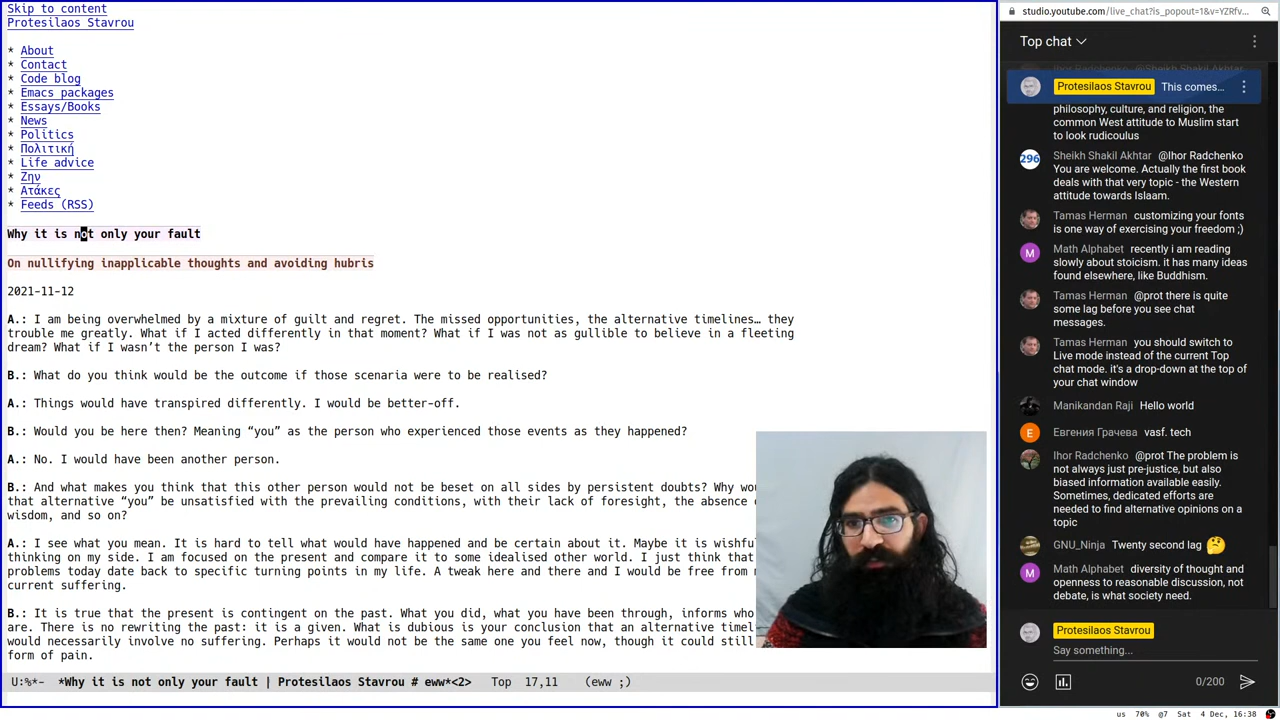 Skip to content
Protesilaos Stavrou
* About
* Contact
* Code blog
* Emacs packages
* Essays/Books
* News
* Politics
* Πολιτική
* Life advice
* Ζην
* Ατάκες
* Feeds (RSS)
Why it is not only your fault
On nullifying inapplicable thoughts and avoiding hubris
2021-11-12
A.: I am being overwhelmed by a mixture of guilt and regret. The missed opportunities, the alternative timelines… they
trouble me greatly. What if I acted differently in that moment? What if I was not as gullible to believe in a fleeting
dream? What if I wasn’t the person I was?
B.: What do you think would be the outcome if those scenaria were to be realised?
A.: Things would have transpired differently. I would be better-off.
B.: Would you be here then? Meaning “you” as the person who experienced those events as they happened?
A.: No. I would have been another person.
B.: And what makes you think that this other person would not be beset on all sides by persistent doubts? Why wou
that alternative “you” be unsatisfied with the prevailing conditions, with their lack of foresight, the absence
wisdom, and so on?
A.: I see what you mean. It is hard to tell what would have happened and be certain about it. Maybe it is wishfu
thinking on my side. I am focused on the present and compare it to some idealised other world. I just think that
problems today date back to specific turning points in my life. A tweak here and there and I would be free from
current suffering.
B.: It is true that the present is contingent on the past. What you did, what you have been through, informs who
are. There is no rewriting the past: it is a given. What is dubious is your conclusion that an alternative timel
would necessarily involve no suffering. Perhaps it would not be the same one you feel now, though it could still
form of pain.
U:%*- *Why it is not only your fault | Protesilaos Stavrou # eww*<2> Top 17,11 (eww ;)
studio.youtube.com/live_chat?is_popout=1&v=YZRfv...
Top chat
Ihor Radchenko @Sheikh Shakil Akhtar
Protesilaos Stavrou This comes...
philosophy, culture, and religion, the
common West attitude to Muslim start
to look rudicoulus
296
Sheikh Shakil Akhtar @Ihor Radchenko
You are welcome. Actually the first book
deals with that very topic - the Western
attitude towards Islaam.
Tamas Herman customizing your fonts
is one way of exercising your freedom ;)
M
Math Alphabet recently i am reading
slowly about stoicism. it has many ideas
found elsewhere, like Buddhism.
Tamas Herman @prot there is quite
some lag before you see chat
messages.
Tamas Herman you should switch to
Live mode instead of the current Top
chat mode. it's a drop-down at the top of
your chat window
Manikandan Raji Hello world
Е
Евгения Грачева vasf. tech
Ihor Radchenko @prot The problem is
not always just pre-justice, but also
biased information available easily.
Sometimes, dedicated efforts are
needed to find alternative opinions on a
topic
GNU_Ninja Twenty second lag 🤔
M
Math Alphabet diversity of thought and
openness to reasonable discussion, not
debate, is what society need.
Protesilaos Stavrou
Say something...
0/200
us 70% @7 Sat 4 Dec, 16:38